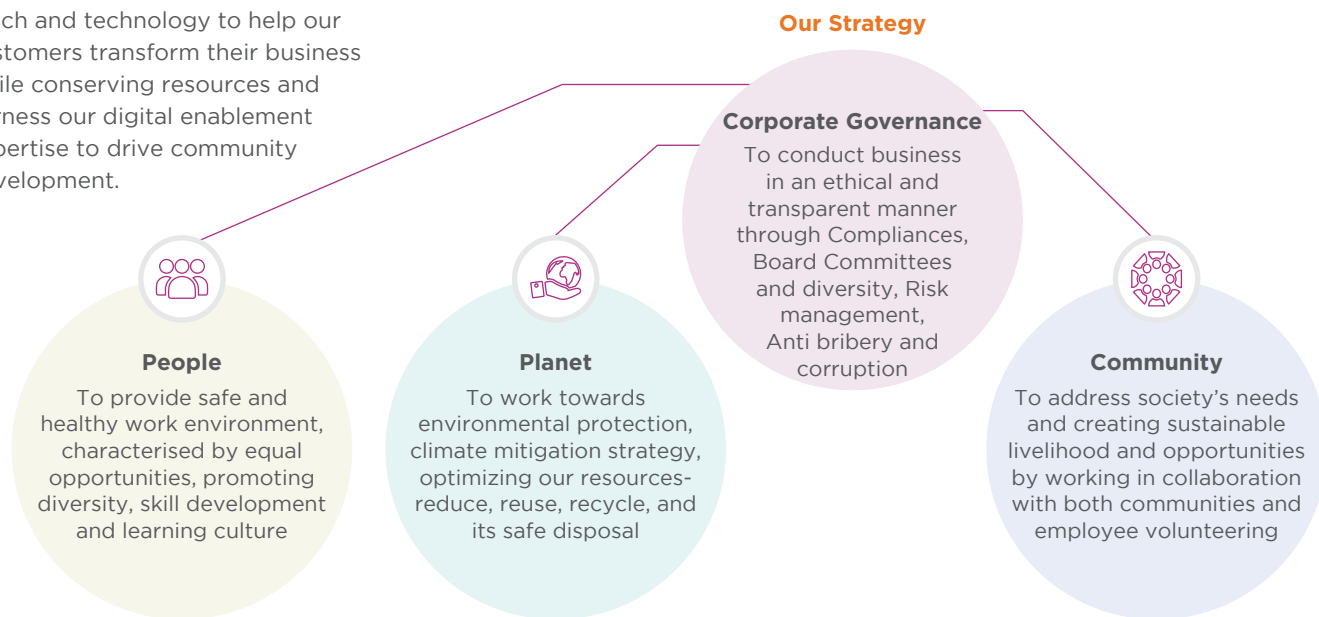 ch and technology to help our
stomers transform their business
ile conserving resources and
rness our digital enablement
pertise to drive community
velopment.
Our Strategy
Corporate Governance
To conduct business
in an ethical and
transparent manner
through Compliances,
Board Committees
and diversity, Risk
management,
Anti bribery and
corruption
People
To provide safe and
healthy work environment,
characterised by equal
opportunities, promoting
diversity, skill development
and learning culture
Planet
To work towards
environmental protection,
climate mitigation strategy,
optimizing our resources-
reduce, reuse, recycle, and
its safe disposal
Community
To address society’s needs
and creating sustainable
livelihood and opportunities
by working in collaboration
with both communities and
employee volunteering